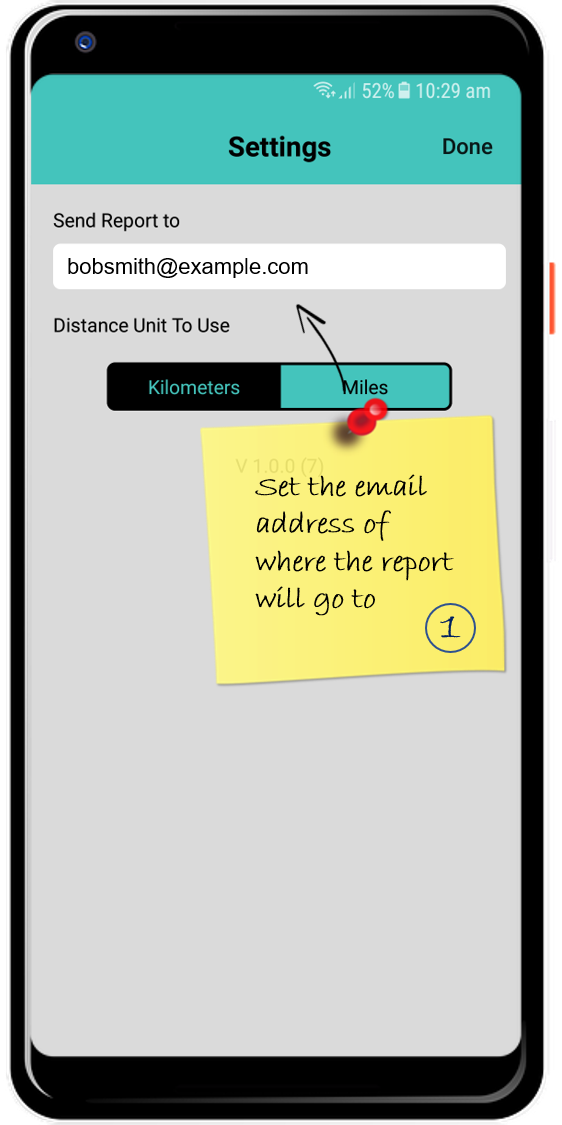 52% 10:29 am
Settings Done
Send Report to
bobsmith@example.com
Distance Unit To Use
Kilometers Miles
V 1.0.0 (7)
Set the email
address of
where the report
will go to
1